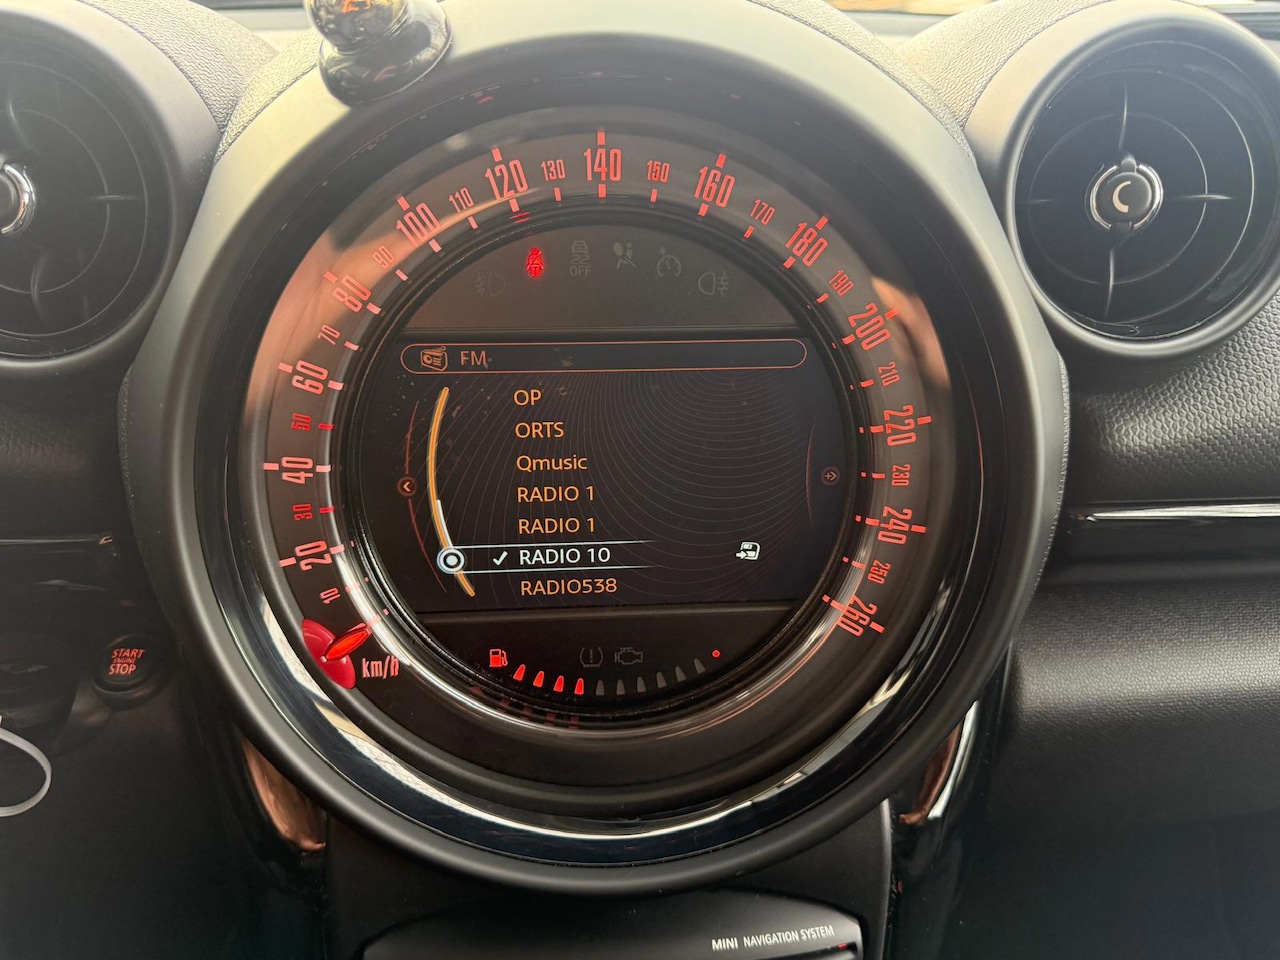 10 20 30 40 50 60 70 80 90 100 110 120 130 140 150 160 170 180 190 200 210 220 230 240 250 260
km/h
OFF
FM
OP
ORTS
Qmusic
RADIO 1
RADIO 1
RADIO 10
RADIO538
START
ENGINE
STOP
MINI NAVIGATION SYSTEM